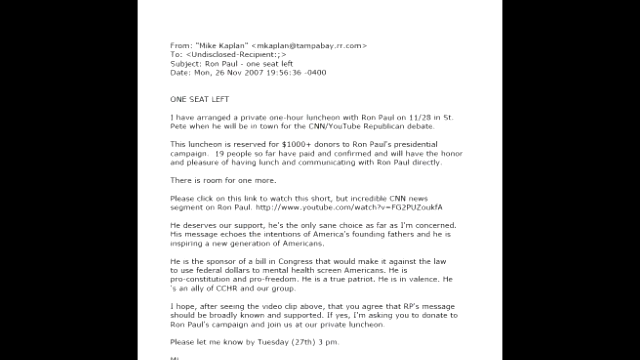 From: "Mike Kaplan" <mkaplan@tampabay.rr.com>
To: <Undisclosed-Recipient:;>
Subject: Ron Paul - one seat left
Date: Mon, 26 Nov 2007 19:56:36 -0400
ONE SEAT LEFT
I have arranged a private one-hour luncheon with Ron Paul on 11/28 in St.
Pete when he will be in town for the CNN/YouTube Republican debate.
This luncheon is reserved for $1000+ donors to Ron Paul's presidential
campaign. 19 people so far have paid and confirmed and will have the honor
and pleasure of having lunch and communicating with Ron Paul directly.
There is room for one more.
Please click on this link to watch this short, but incredible CNN news
segment on Ron Paul. http://www.youtube.com/watch?v=FG2PUZoukfA
He deserves our support, he's the only sane choice as far as I'm concerned.
His message echoes the intentions of America's founding fathers and he is
inspiring a new generation of Americans.
He is the sponsor of a bill in Congress that would make it against the law
to use federal dollars to mental health screen Americans. He is
pro-constitution and pro-freedom. He is a true patriot. He is in valence. He
's an ally of CCHR and our group.
I hope, after seeing the video clip above, that you agree that RP's message
should be broadly known and supported. If yes, I'm asking you to donate to
Ron Paul's campaign and join us at our private luncheon.
Please let me know by Tuesday (27th) 3 pm.